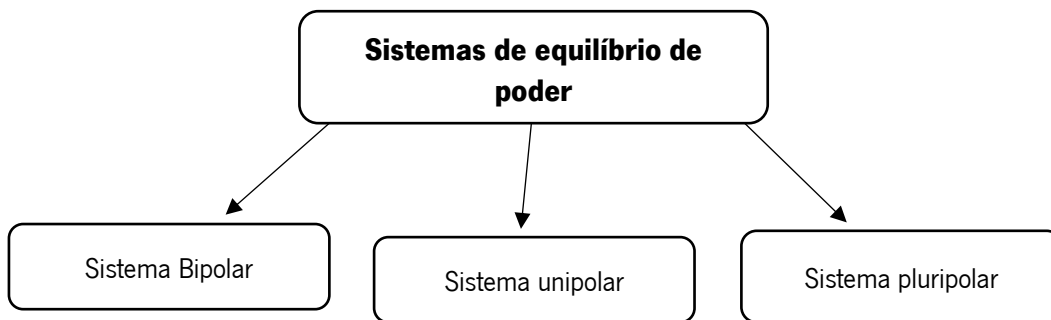 Sistemas de equilíbrio de
poder
Sistema Bipolar
Sistema unipolar
Sistema pluripolar